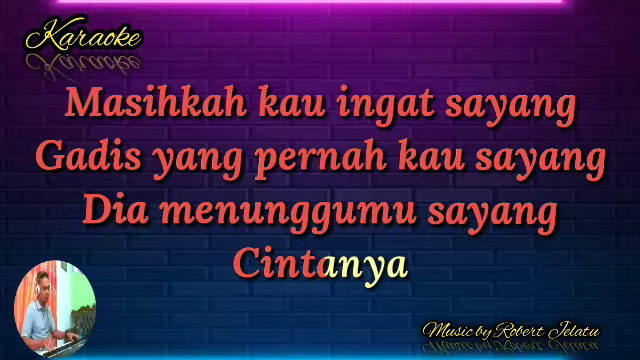 Karaoke
Masihkah kau ingat sayang
Gadis yang pernah kau sayang
Dia menunggumu sayang
Cintanya
Music by Robert Jelatu